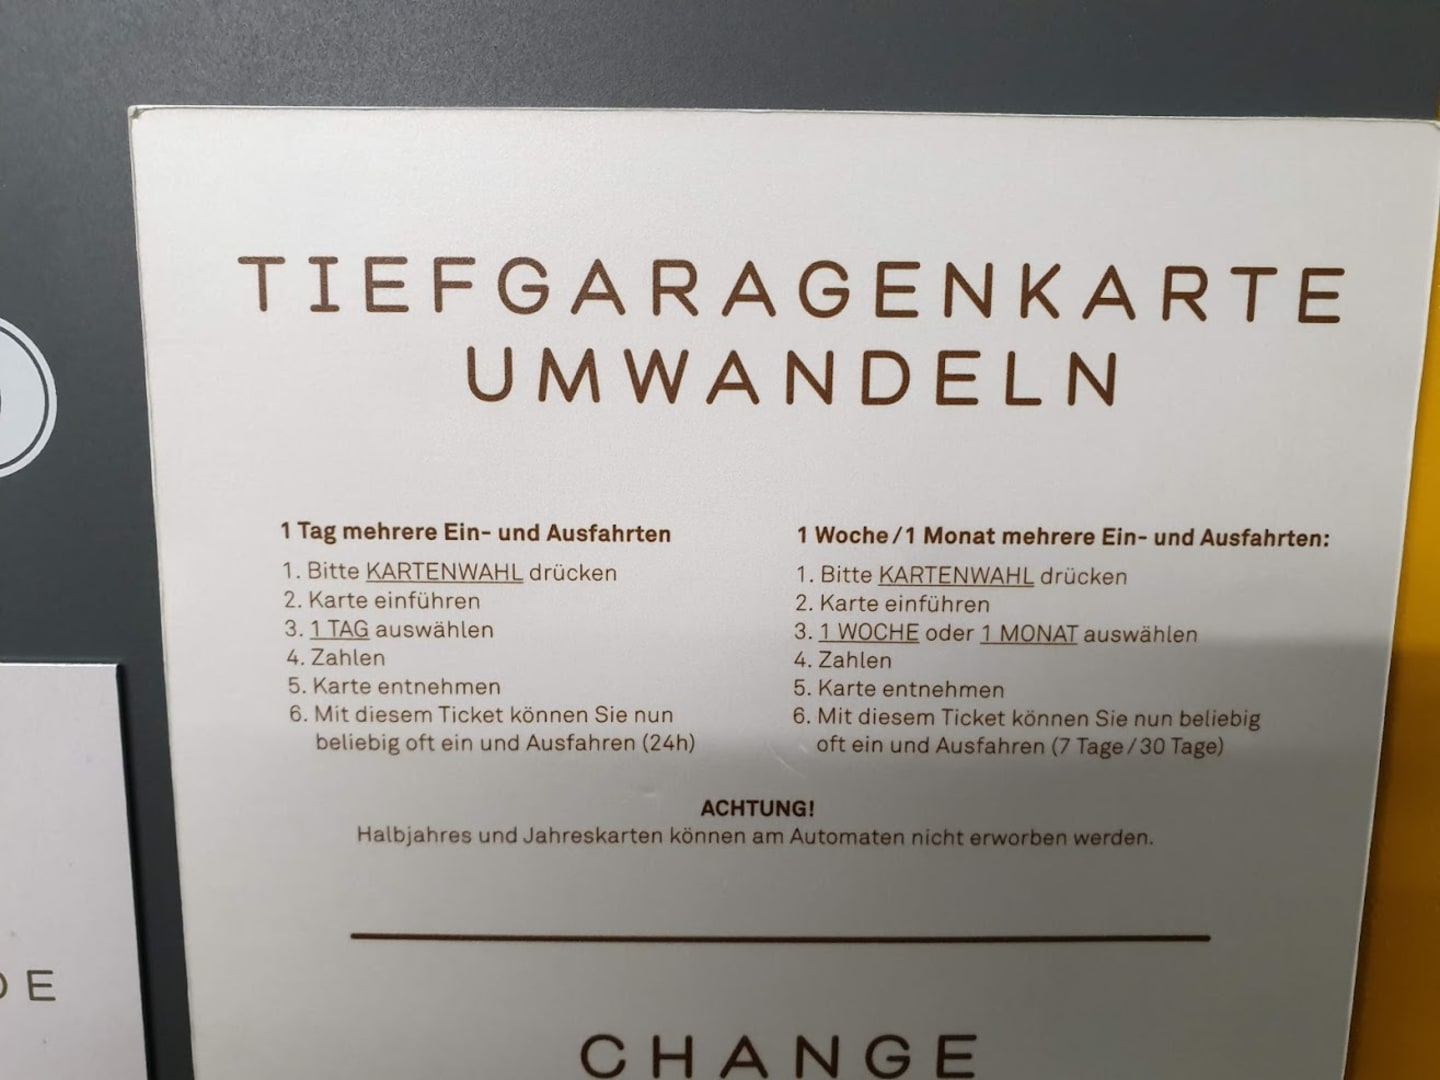 TIEFGARAGENKARTE
UMWANDELN
1 Tag mehrere Ein- und Ausfahrten
1. Bitte KARTENWAHL drücken
2. Karte einführen
3. 1 TAG auswählen
4. Zahlen
5. Karte entnehmen
6. Mit diesem Ticket können Sie nun
beliebig oft ein und Ausfahren (24h)
1 Woche/1 Monat mehrere Ein- und Ausfahrten:
1. Bitte KARTENWAHL drücken
2. Karte einführen
3. 1 WOCHE oder 1 MONAT auswählen
4. Zahlen
5. Karte entnehmen
6. Mit diesem Ticket können Sie nun beliebig
oft ein und Ausfahren (7 Tage/30 Tage)
ACHTUNG!
Halbjahres und Jahreskarten können am Automaten nicht erworben werden.
CHANGE